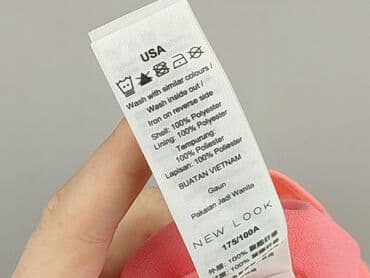 USA
Wash with similar colours /
Wash inside out /
Iron on reverse side
Shell: 100% Polyester
Lining: 100% Polyester
Tempurung:
100% Poliester
Lapisan: 100% Poliester
BUATAN VIETNAM
Gaun
Pakaian Jadi Wanita
NEW LOOK
175/100A